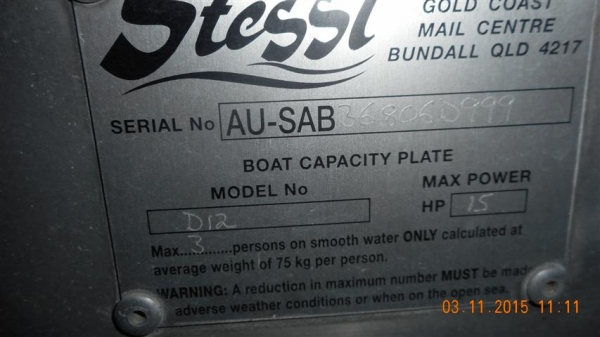 Stessl
GOLD COAST
MAIL CENTRE
BUNDALL QLD 4217
SERIAL No AU-SAB36806D999
BOAT CAPACITY PLATE
MODEL No
MAX POWER
D12
HP 15
Max. 3 ........persons on smooth water ONLY calculated at
average weight of 75 kg per person.
WARNING: A reduction in maximum number MUST be made
adverse weather conditions or when on the open sea.
03.11.2015 11:11